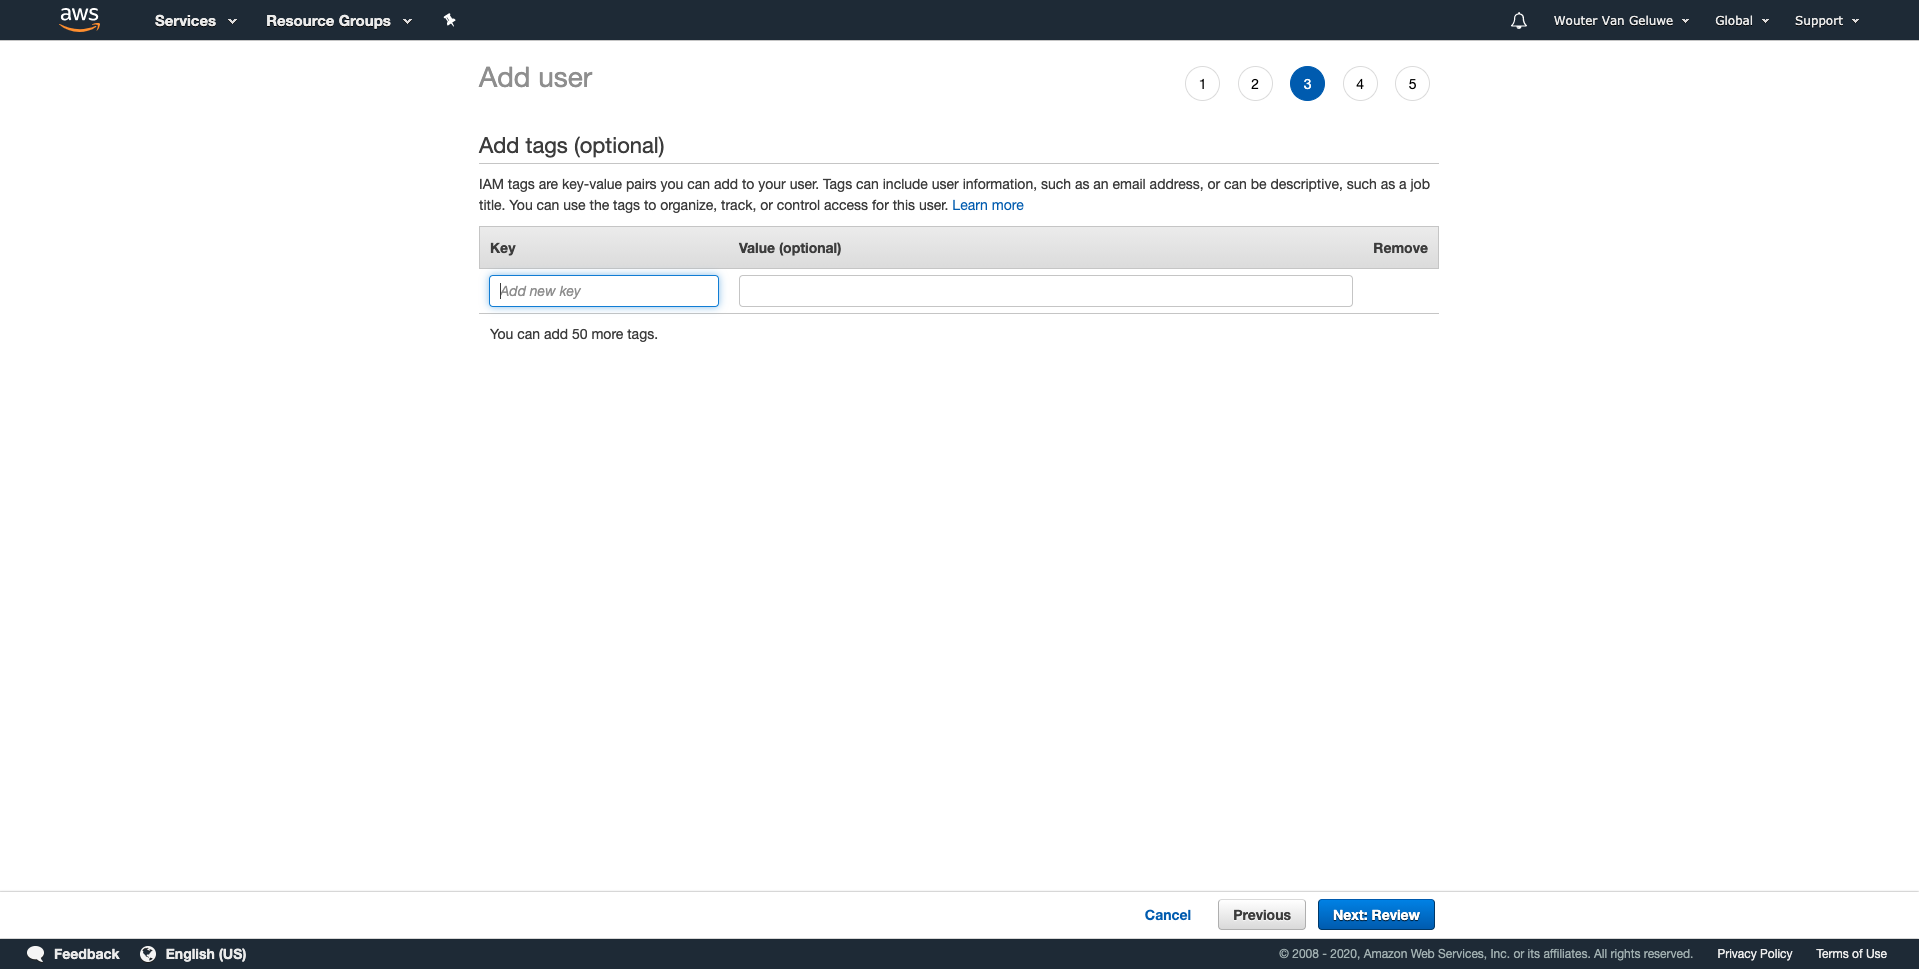 aws Services Resource Groups Wouter Van Geluwe Global Support
Add user
1 2 3 4 5
Add tags (optional)
IAM tags are key-value pairs you can add to your user. Tags can include user information, such as an email address, or can be descriptive, such as a job
title. You can use the tags to organize, track, or control access for this user. Learn more
Key Value (optional) Remove
Add new key
You can add 50 more tags.
Cancel Previous Next: Review
Feedback English (US) © 2008 - 2020, Amazon Web Services, Inc. or its affiliates. All rights reserved. Privacy Policy Terms of Use